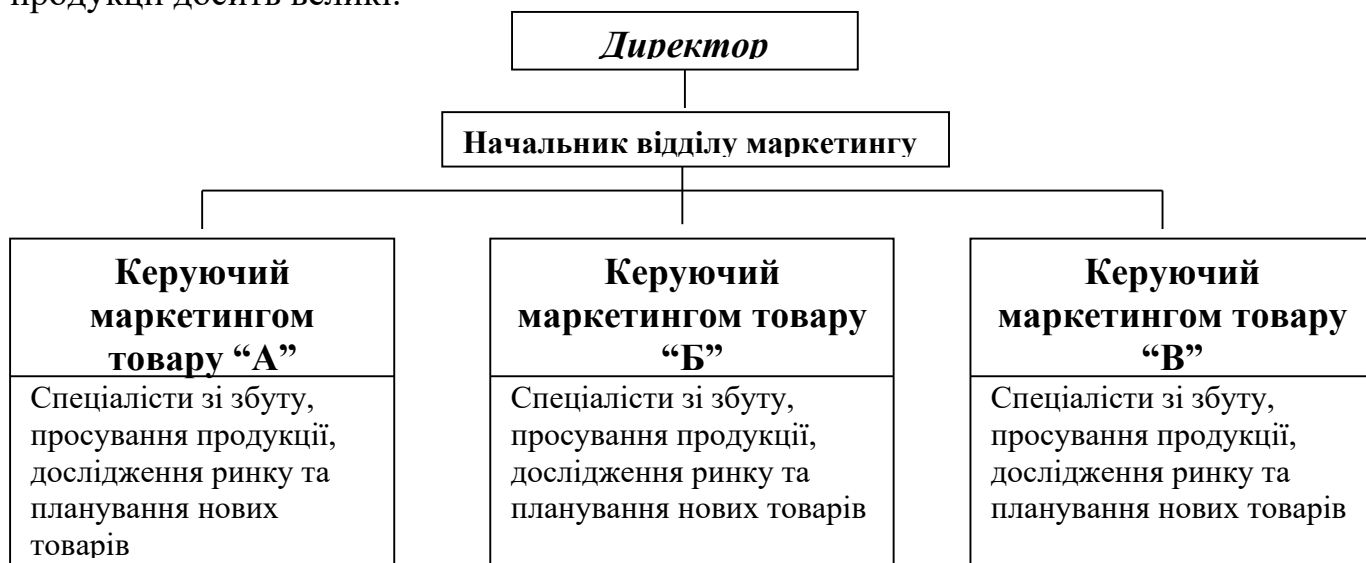 продукції досить великі.
Директор
Начальник відділу маркетингу
Керуючий
маркетингом
товару “А”
Спеціалісти зі збуту,
просування продукції,
дослідження ринку та
планування нових
товарів
Керуючий
маркетингом товару
“Б”
Спеціалісти зі збуту,
просування продукції,
дослідження ринку та
планування нових товарів
Керуючий
маркетингом товару
“В”
Спеціалісти зі збуту,
просування продукції,
дослідження ринку та
планування нових товарів